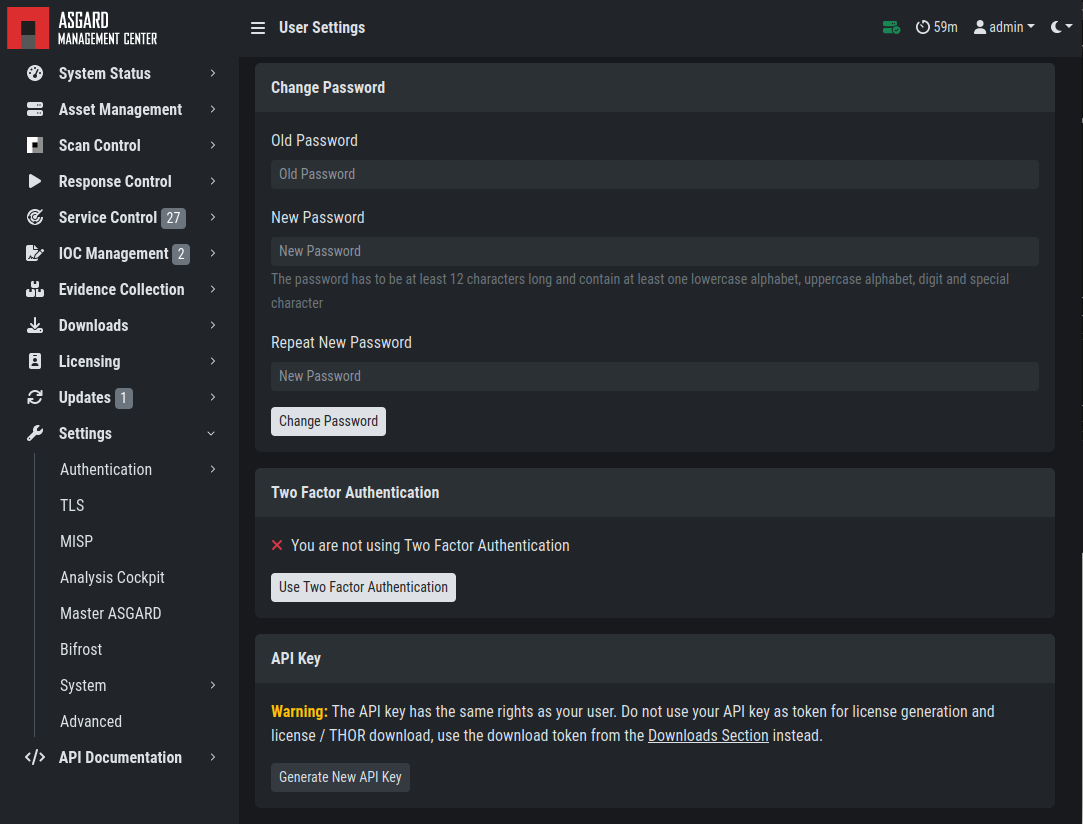 ASGARD
MANAGEMENT CENTER
System Status
Asset Management
Scan Control
Response Control
Service Control 27
IOC Management 2
Evidence Collection
Downloads
Licensing
Updates 1
Settings
Authentication
TLS
MISP
Analysis Cockpit
Master ASGARD
Bifrost
System
Advanced
API Documentation
User Settings
59m
admin
Change Password
Old Password
Old Password
New Password
New Password
The password has to be at least 12 characters long and contain at least one lowercase alphabet, uppercase alphabet, digit and special
character
Repeat New Password
New Password
Change Password
Two Factor Authentication
You are not using Two Factor Authentication
Use Two Factor Authentication
API Key
Warning: The API key has the same rights as your user. Do not use your API key as token for license generation and
license / THOR download, use the download token from the Downloads Section instead.
Generate New API Key